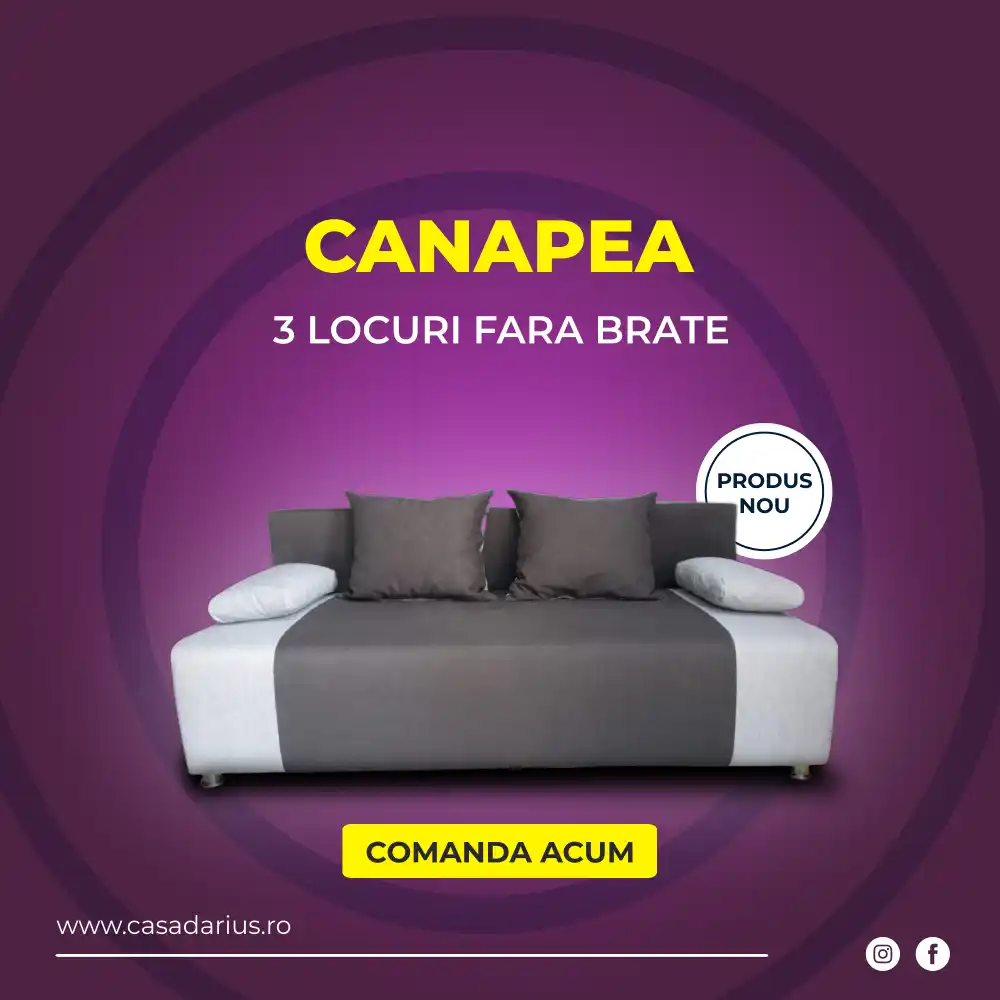 CANAPEA
3 LOCURI FARA BRATE
PRODUS
NOU
COMANDA ACUM
www.casadarius.ro